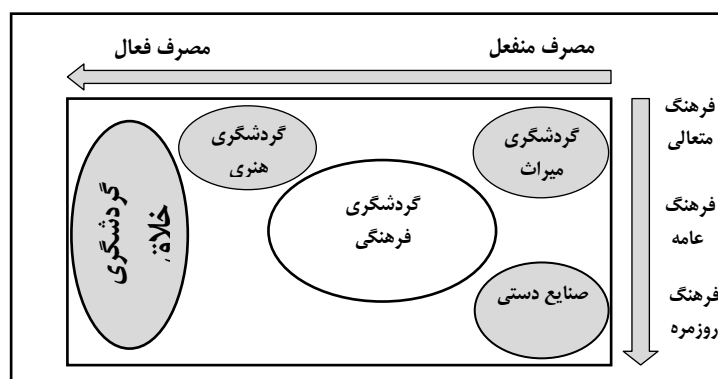 مصرف منفعل
مصرف فعال
فرهنگ
متعالی
فرهنگ
عامه
فرهنگ
روزمره
گردشگری
میراث
گردشگری
هنری
گردشگری
فرهنگی
صنایع دستی
گردشگری
خلاق